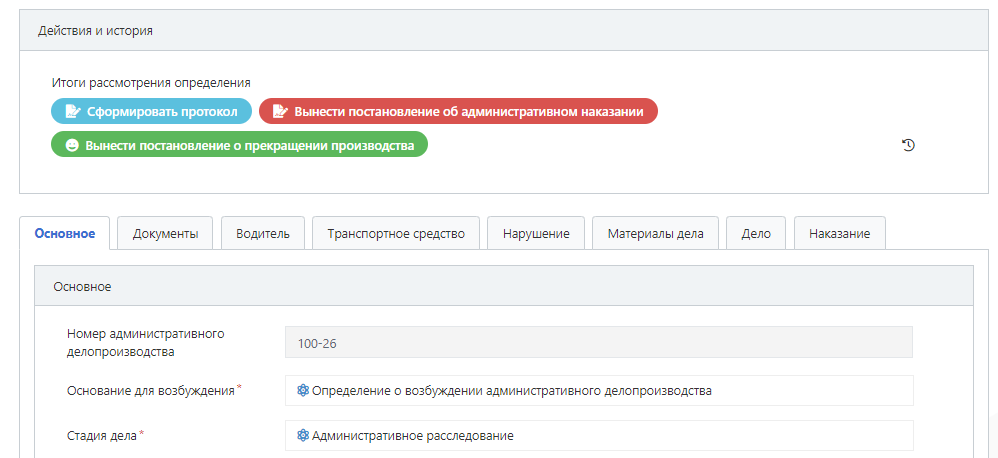 Действия и история
Итоги рассмотрения определения
Сформировать протокол Вынести постановление об административном наказании
Вынести постановление о прекращении производства
Основное Документы Водитель Транспортное средство Нарушение Материалы дела Дело Наказание
Основное
Номер административного
делопроизводства
100-26
Основание для возбуждения* Определение о возбуждении административного делопроизводства
Стадия дела* Административное расследование